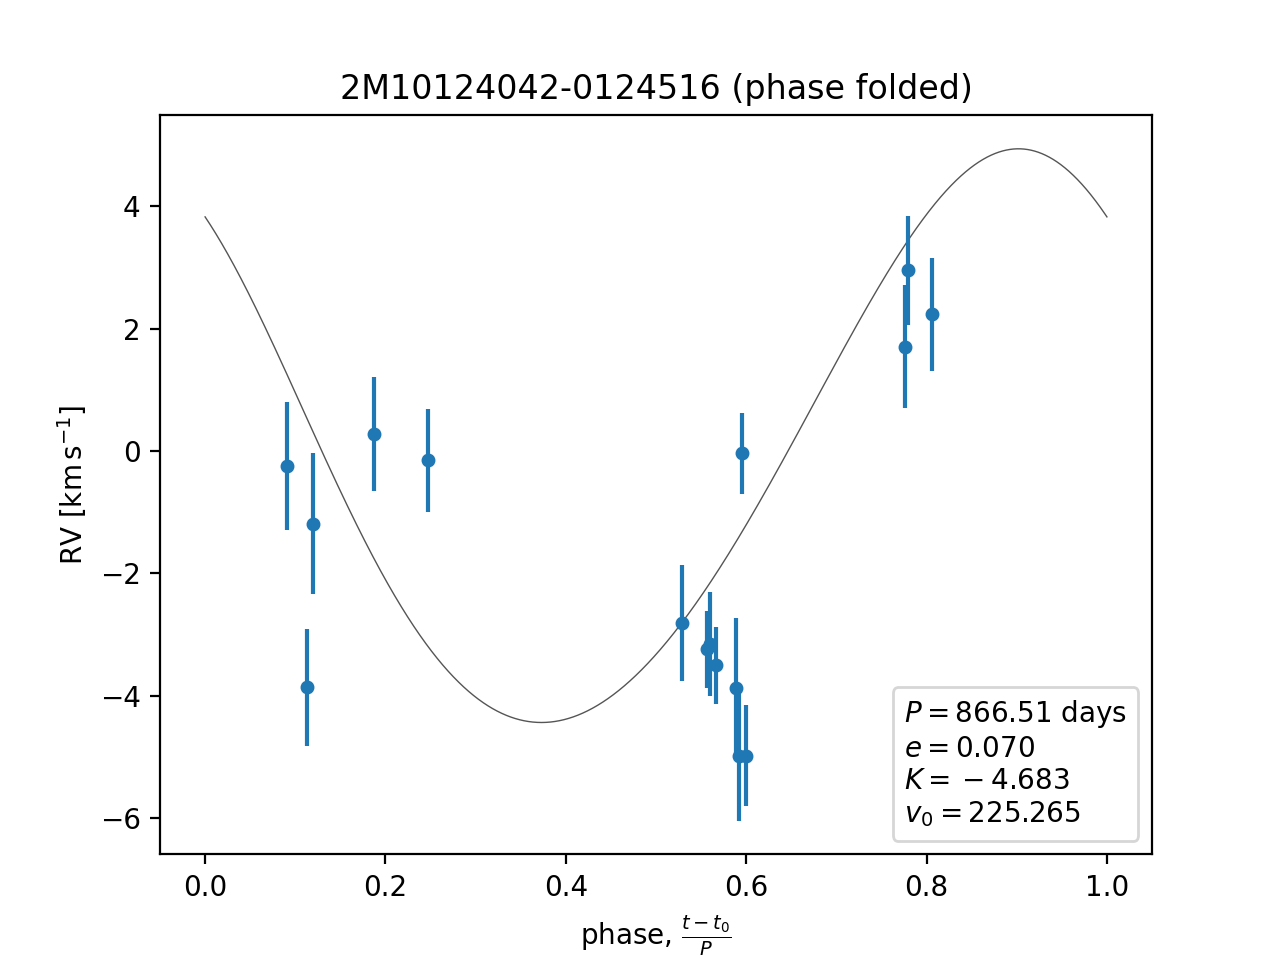 2M10124042-0124516 (phase folded)
RV [km s⁻¹]
4
2
0
−2
−4
−6
P = 866.51 days
e = 0.070
K = −4.683
v₀ = 225.265
0.0 0.2 0.4 0.6 0.8 1.0
phase, (t − t₀)/P